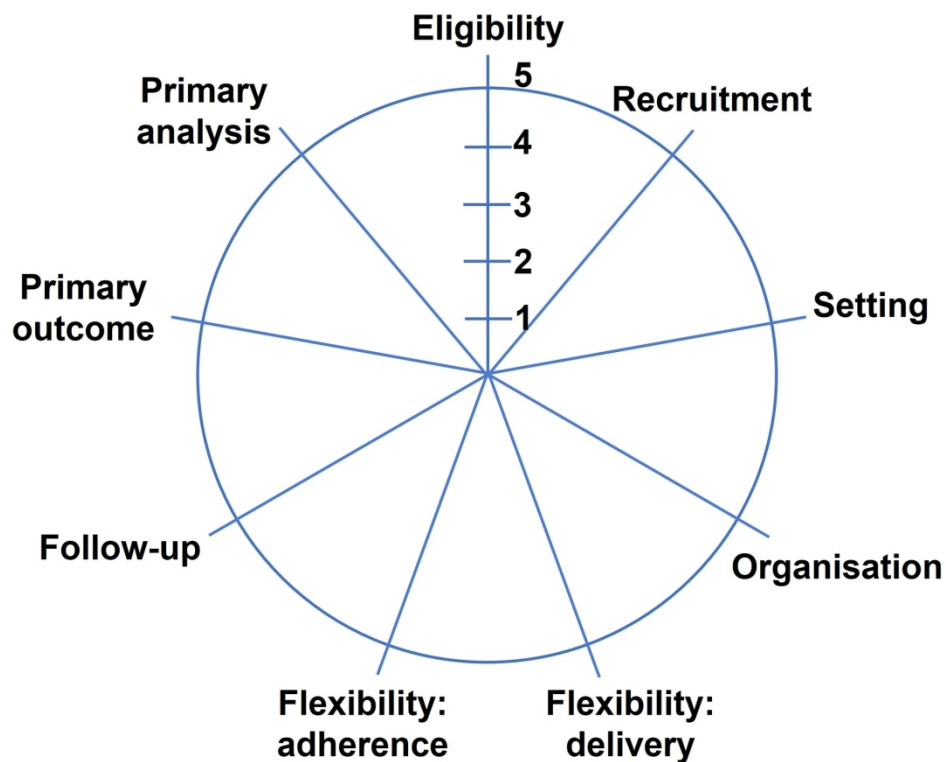 Eligibility
5
4
3
2
1
Recruitment
Setting
Organisation
Flexibility:
delivery
Flexibility:
adherence
Follow-up
Primary
outcome
Primary
analysis